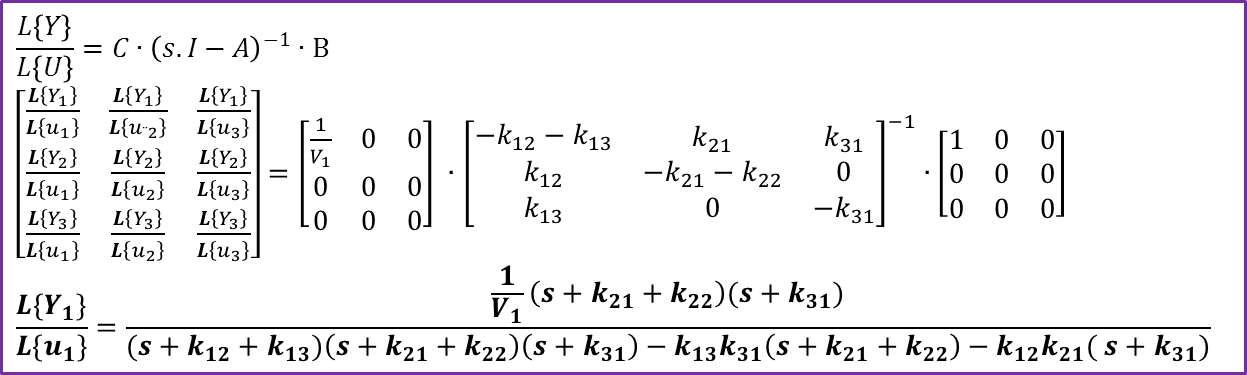 L{Y}/L{U} = C · (s. I − A)⁻¹ · B
[L{Y₁}/L{u₁} L{Y₁}/L{u¨₂} L{Y₁}/L{u₃}; L{Y₂}/L{u₁} L{Y₂}/L{u₂} L{Y₂}/L{u₃}; L{Y₃}/L{u₁} L{Y₃}/L{u₂} L{Y₃}/L{u₃}] = [1/V₁ 0 0; 0 0 0; 0 0 0] · [−k₁₂ − k₁₃ k₂₁ k₃₁; k₁₂ −k₂₁ − k₂₂ 0; k₁₃ 0 −k₃₁]⁻¹ · [1 0 0; 0 0 0; 0 0 0]
L{Y₁}/L{u₁} = 1/V₁ (s + k₂₁ + k₂₂)(s + k₃₁) / (s + k₁₂ + k₁₃)(s + k₂₁ + k₂₂)(s + k₃₁) − k₁₃k₃₁(s + k₂₁ + k₂₂) − k₁₂k₂₁( s + k₃₁)